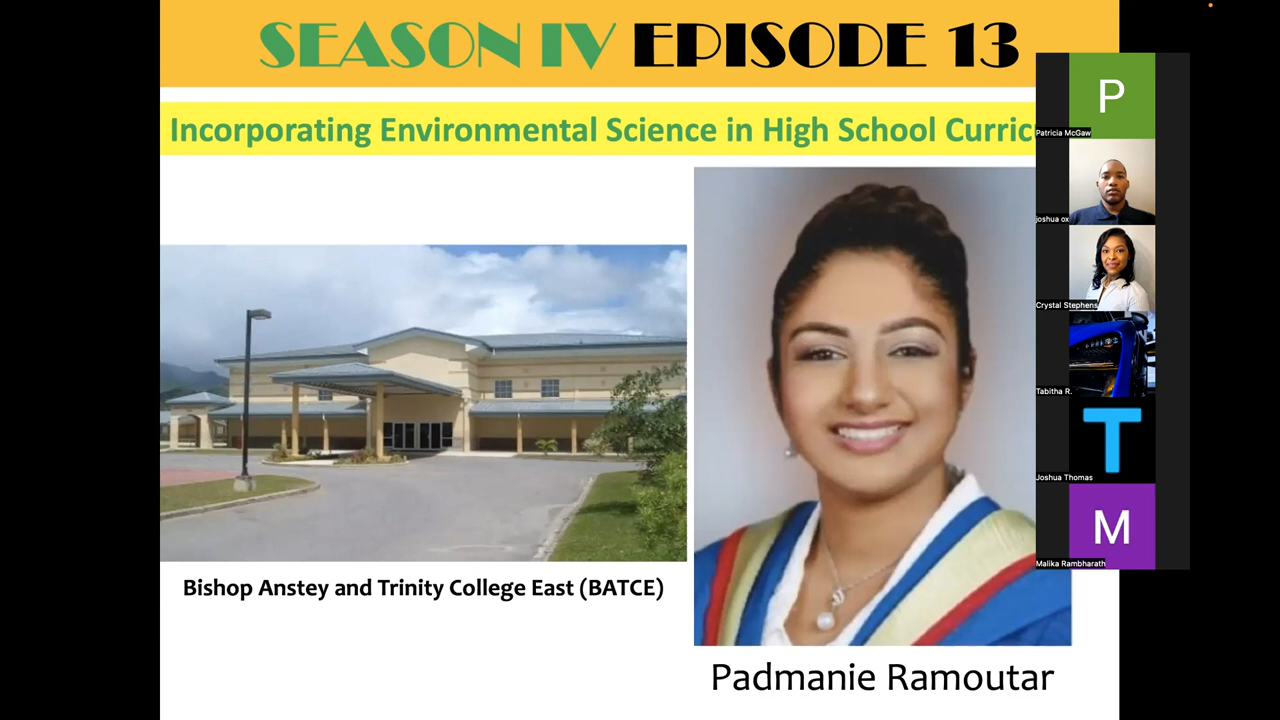 SEASON IV EPISODE 13
Incorporating Environmental Science in High School Curric
P
Patricia McGaw
joshua ox
Crystal Stephens
Tabitha R.
T
Joshua Thomas
M
Malika Rambharath
Bishop Anstey and Trinity College East (BATCE)
Padmanie Ramoutar